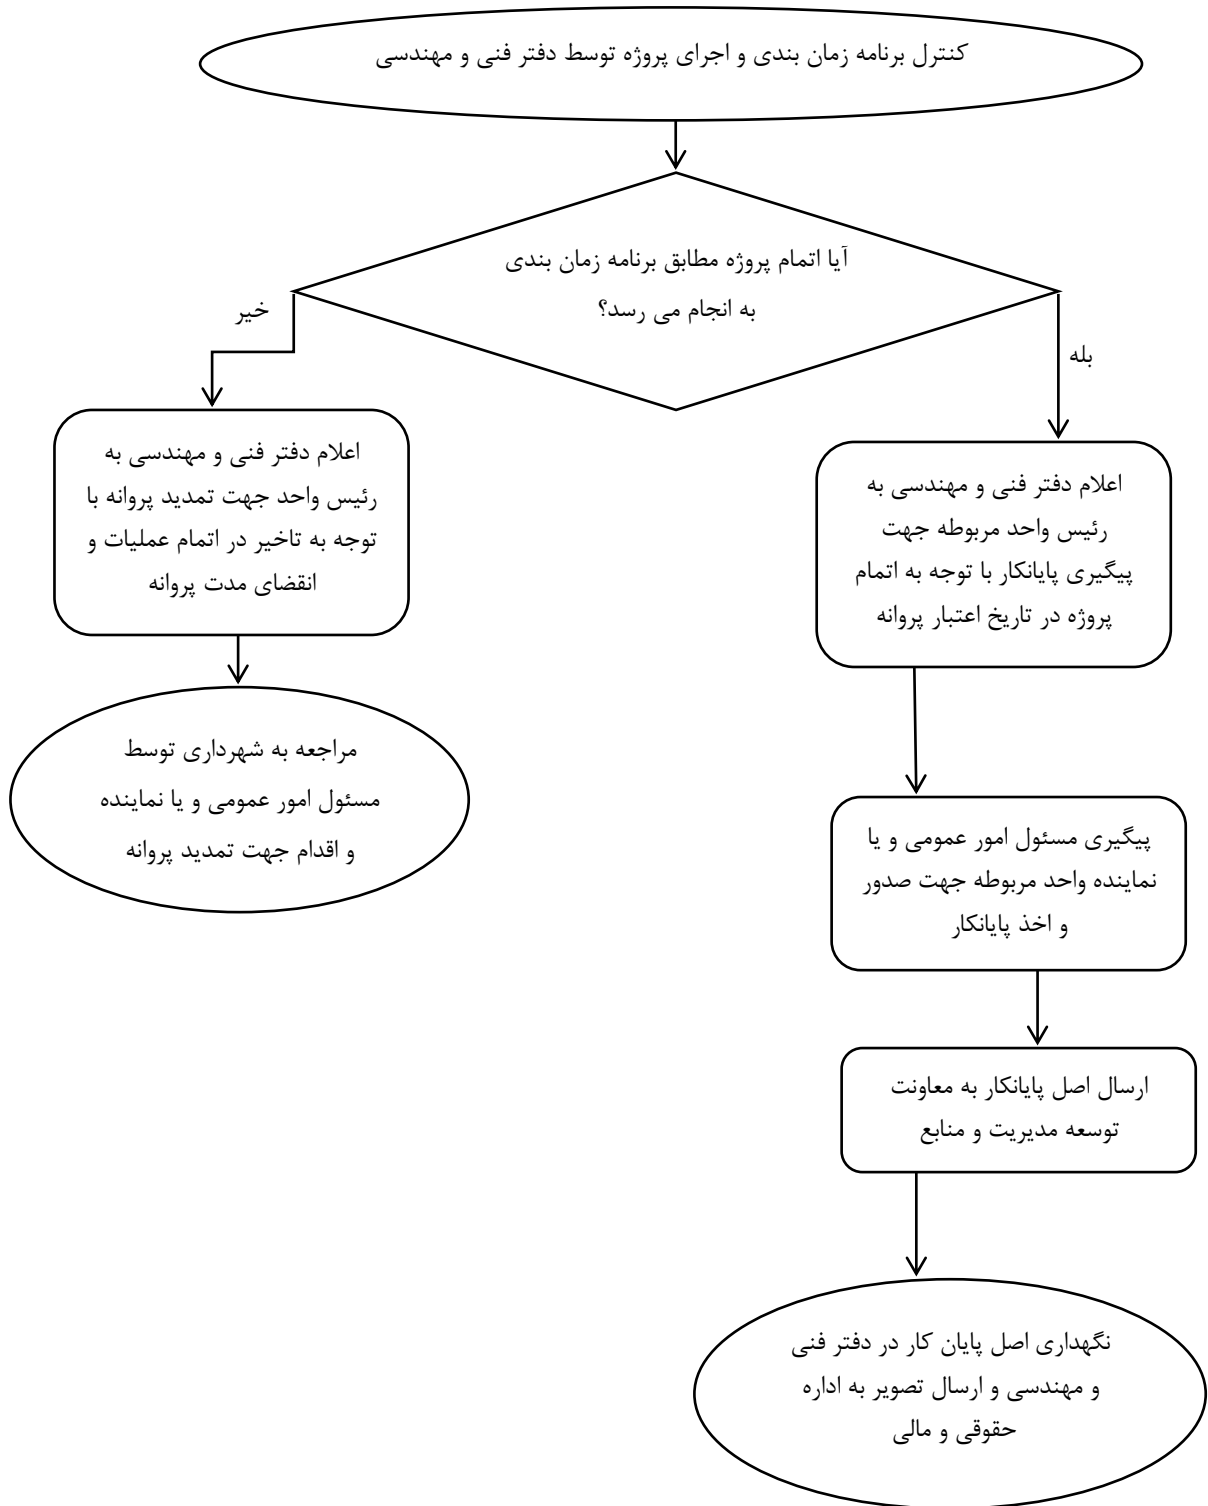 کنترل برنامه زمان بندی و اجرای پروژه توسط دفتر فنی و مهندسی
آیا اتمام پروژه مطابق برنامه زمان بندی
به انجام می رسد؟
خیر
بله
اعلام دفتر فنی و مهندسی به
رئیس واحد جهت تمدید پروانه با
توجه به تاخیر در اتمام عملیات و
انقضای مدت پروانه
مراجعه به شهرداری توسط
مسئول امور عمومی و یا نماینده
و اقدام جهت تمدید پروانه
اعلام دفتر فنی و مهندسی به
رئیس واحد مربوطه جهت
پیگیری پایانکار با توجه به اتمام
پروژه در تاریخ اعتبار پروانه
پیگیری مسئول امور عمومی و یا
نماینده واحد مربوطه جهت صدور
و اخذ پایانکار
ارسال اصل پایانکار به معاونت
توسعه مدیریت و منابع
نگهداری اصل پایان کار در دفتر فنی
و مهندسی و ارسال تصویر به اداره
حقوقی و مالی